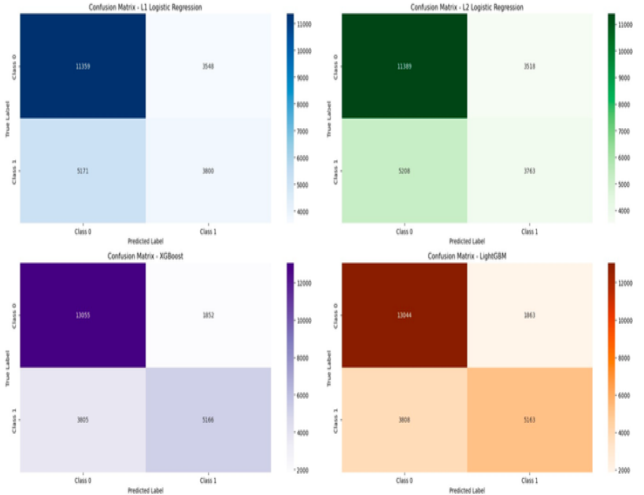 Confusion Matrix - L1 Logistic Regression
Class 0
Class 1
True Label
11359
3548
5171
3800
Class 0
Class 1
Predicted Label
11000
10000
9000
8000
7000
6000
5000
4000
Confusion Matrix - L2 Logistic Regression
Class 0
Class 1
True Label
11389
3518
5208
3763
Class 0
Class 1
Predicted Label
11000
10000
9000
8000
7000
6000
5000
4000
Confusion Matrix - XGBoost
Class 0
Class 1
True Label
13055
1852
3805
5166
Class 0
Class 1
Predicted Label
12000
10000
8000
6000
4000
2000
Confusion Matrix - LightGBM
Class 0
Class 1
True Label
13044
1863
3808
5163
Class 0
Class 1
Predicted Label
12000
10000
8000
6000
4000
2000